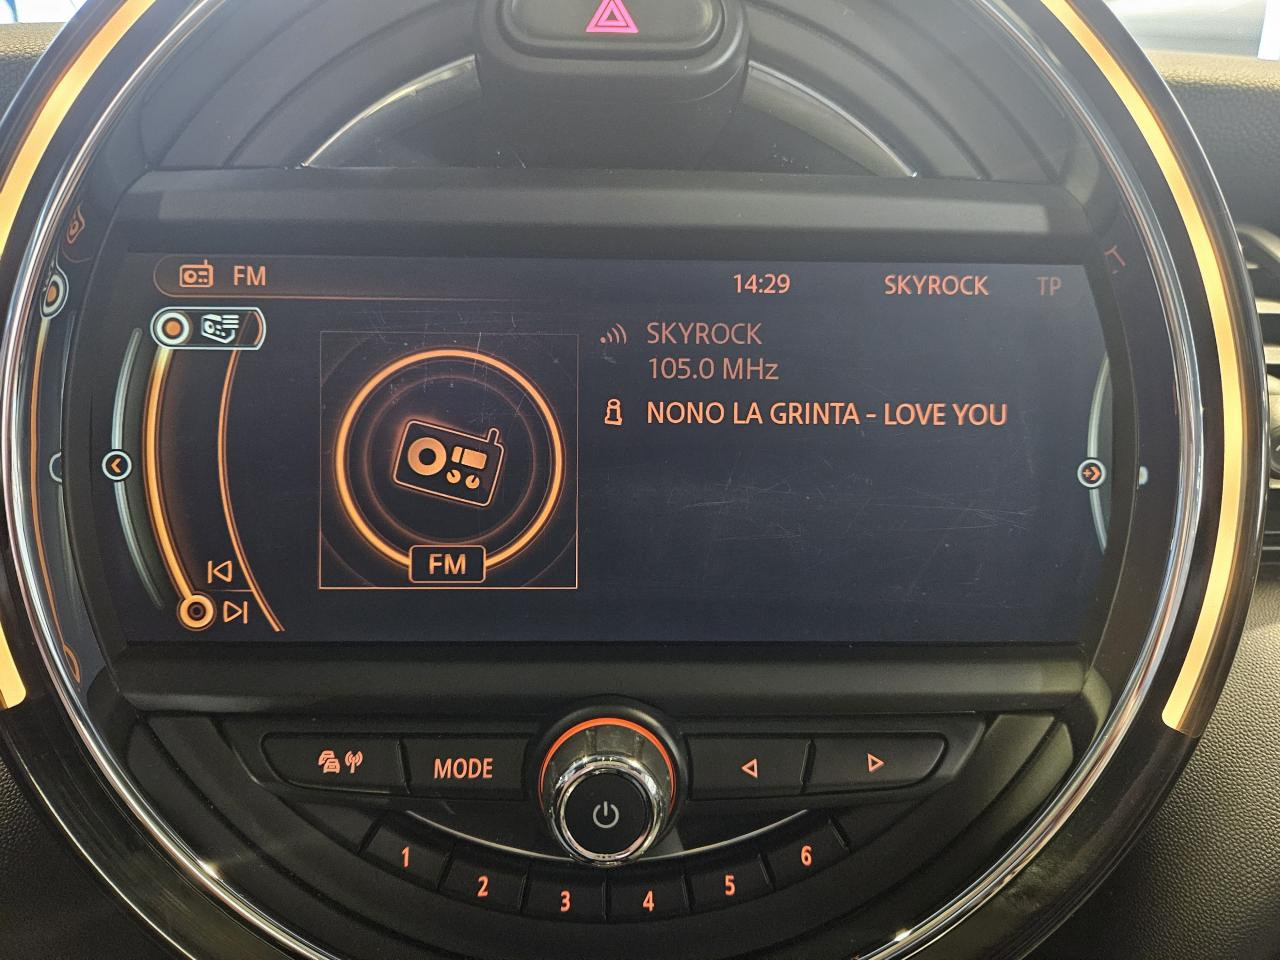 FM
14:29 SKYROCK TP
SKYROCK
105.0 MHz
NONO LA GRINTA - LOVE YOU
FM
MODE
1 2 3 4 5 6